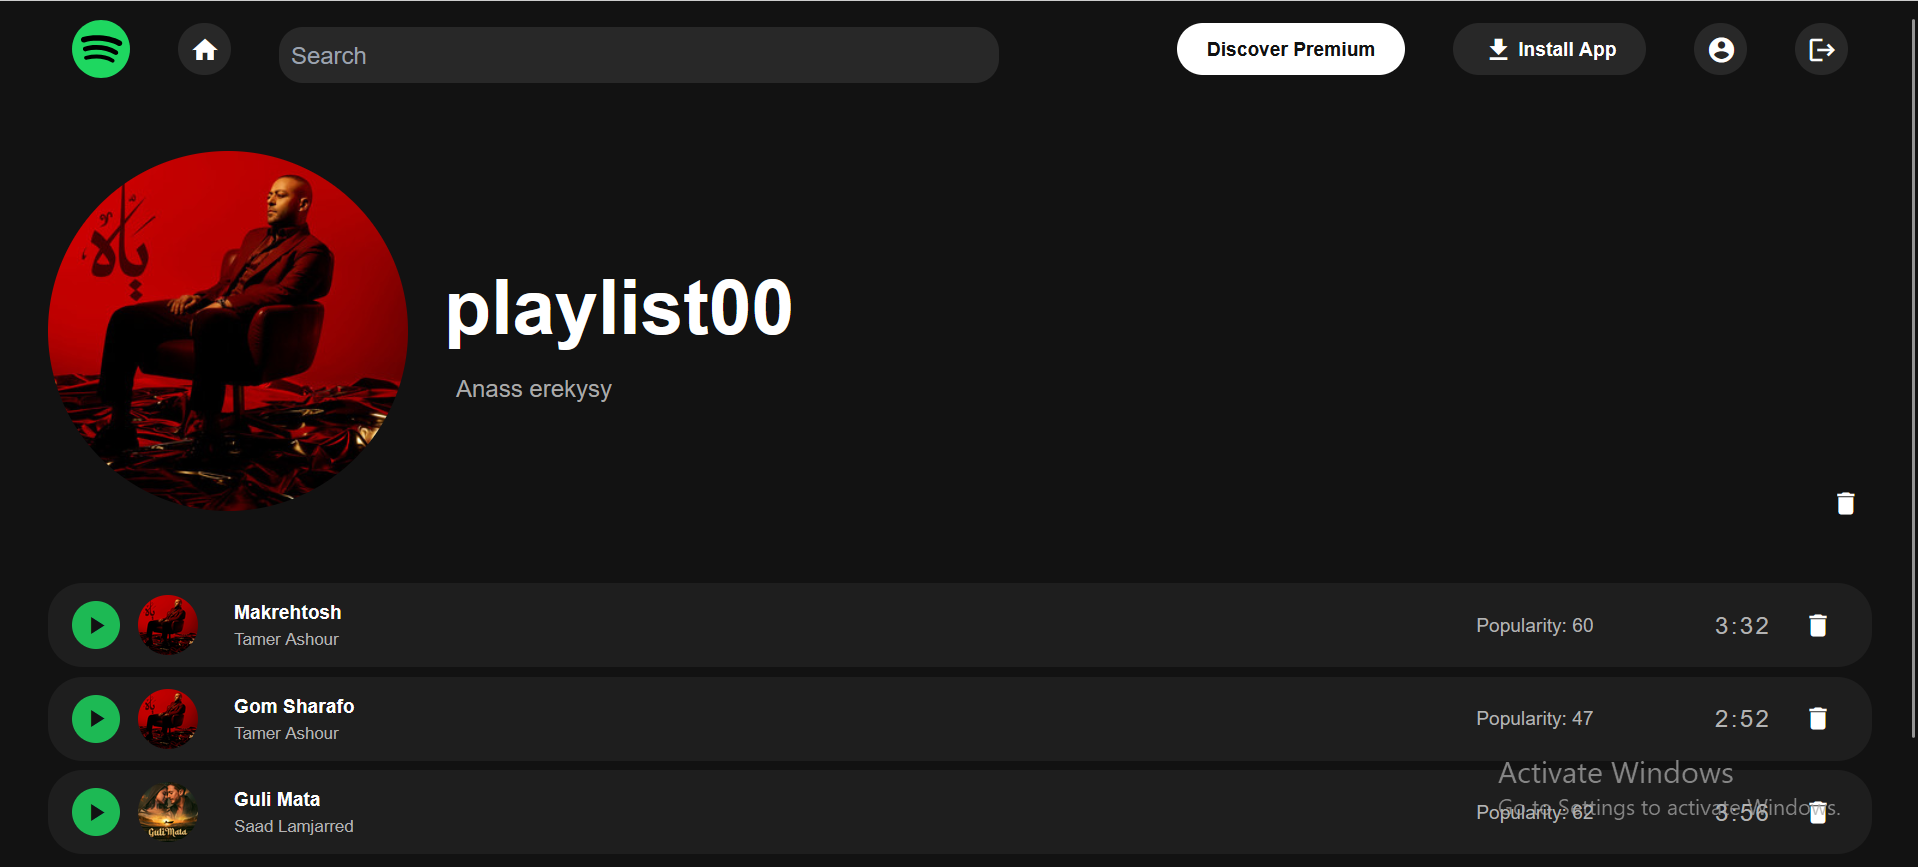 Search
Discover Premium
Install App
ياه
playlist00
Anass erekysy
Makrehtosh
Tamer Ashour
Popularity: 60
3:32
Gom Sharafo
Tamer Ashour
Popularity: 47
2:52
Guli Mata
Saad Lamjarred
Guli Mata
Popularity: 62
3:56
Activate Windows
Go to Settings to activate Windows.